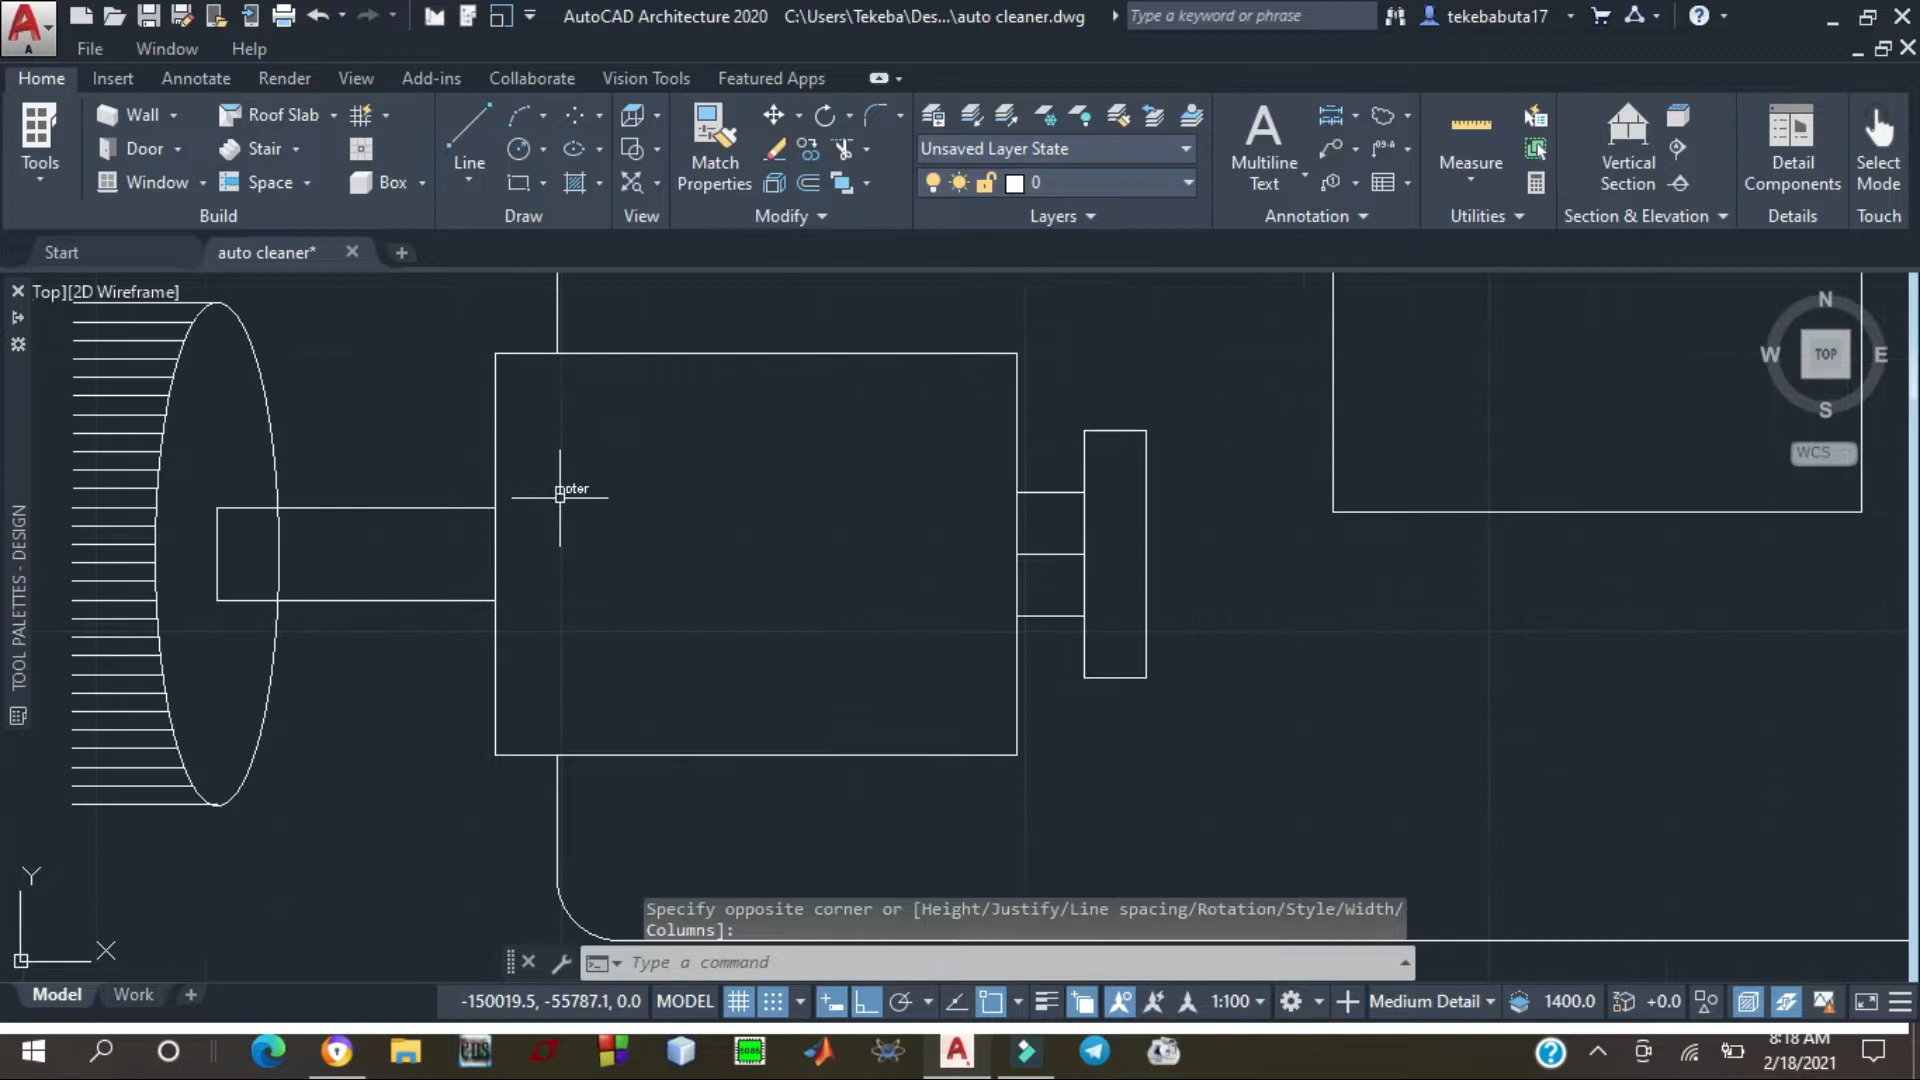 AutoCAD Architecture 2020 C:\Users\Tekeba\Des...\auto cleaner.dwg
Type a keyword or phrase
tekebabuta17
File Window Help
Home Insert Annotate Render View Add-ins Collaborate Vision Tools Featured Apps
Tools
Wall
Door
Window
Roof Slab
Stair
Space
Box
Build
Line
Draw
View
Match
Properties
Modify
Unsaved Layer State
0
Layers
Multiline
Text
Annotation
Measure
Utilities
Vertical
Section
Section & Elevation
Detail
Components
Details
Select
Mode
Touch
Start
auto cleaner*
Top][2D Wireframe]
N
W TOP E
S
WCS
TOOL PALETTES - DESIGN
Y
X
Specify opposite corner or [Height/Justify/Line spacing/Rotation/Style/Width/
Columns]:
Type a command
Model Work
-150019.5, -55787.1, 0.0 MODEL 1:100 Medium Detail 1400.0 +0.0
8:18 AM
2/18/2021